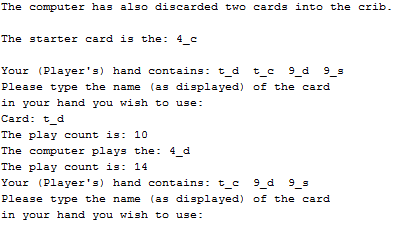 The computer has also discarded two cards into the crib.
The starter card is the: 4_c
Your (Player's) hand contains: t_d  t_c  9_d  9_s
Please type the name (as displayed) of the card
in your hand you wish to use:
Card: t_d
The play count is: 10
The computer plays the: 4_d
The play count is: 14
Your (Player's) hand contains: t_c  9_d  9_s
Please type the name (as displayed) of the card
in your hand you wish to use: